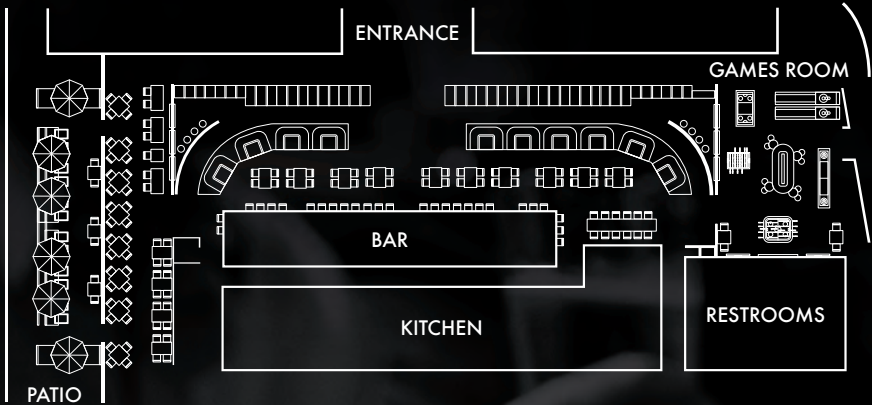 ENTRANCE
GAMES ROOM
BAR
KITCHEN
RESTROOMS
PATIO